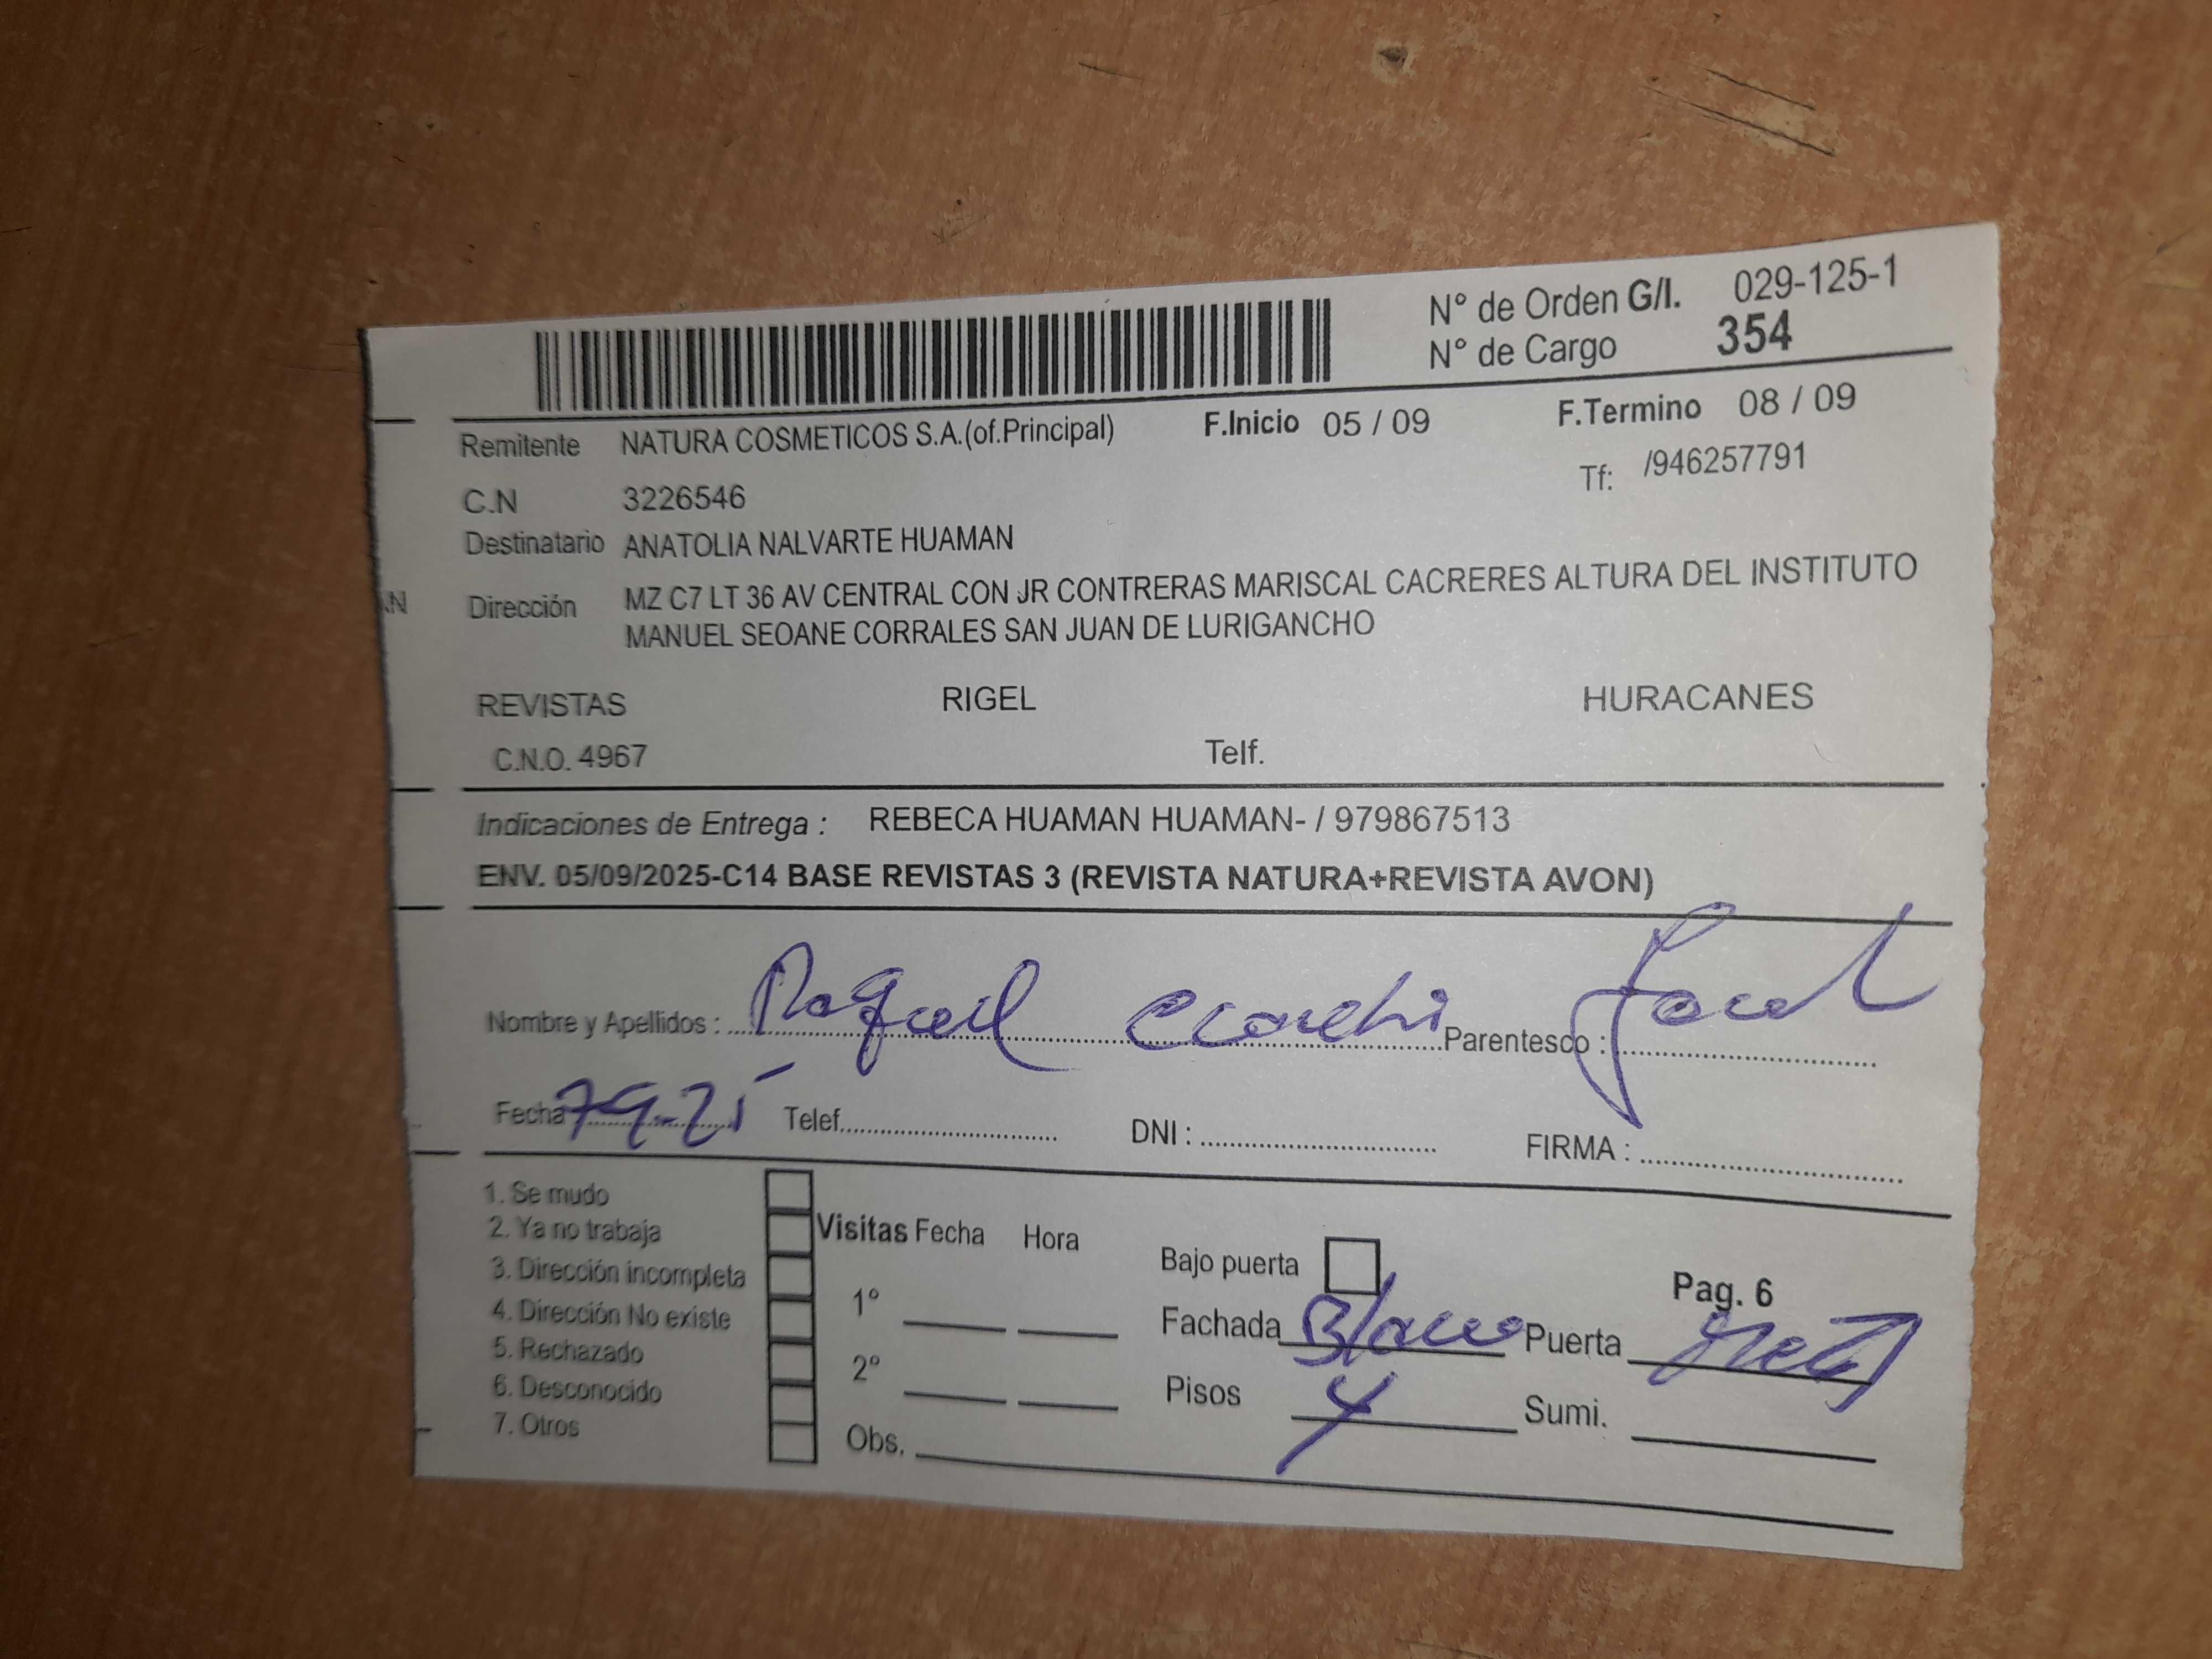 N° de Orden G/I. 029-125-1
N° de Cargo 354
Remitente NATURA COSMETICOS S.A.(of.Principal) F.Inicio 05 / 09 F.Termino 08 / 09
C.N 3226546 Tf: /946257791
Destinatario ANATOLIA NALVARTE HUAMAN
Dirección MZ C7 LT 36 AV CENTRAL CON JR CONTRERAS MARISCAL CACRERES ALTURA DEL INSTITUTO
MANUEL SEOANE CORRALES SAN JUAN DE LURIGANCHO
REVISTAS RIGEL HURACANES
C.N.O. 4967 Telf.
Indicaciones de Entrega : REBECA HUAMAN HUAMAN- / 979867513
ENV. 05/09/2025-C14 BASE REVISTAS 3 (REVISTA NATURA+REVISTA AVON)
Nombre y Apellidos : Raquel Parentesco :
Fecha 7 9-25 Telef. DNI : FIRMA :
1. Se mudo
2. Ya no trabaja
3. Dirección incompleta
4. Dirección No existe
5. Rechazado
6. Desconocido
7. Otros
Visitas Fecha Hora
1°
2°
Obs.
Bajo puerta Pag. 6
Fachada Blanco Puerta
Pisos 4 Sumi.